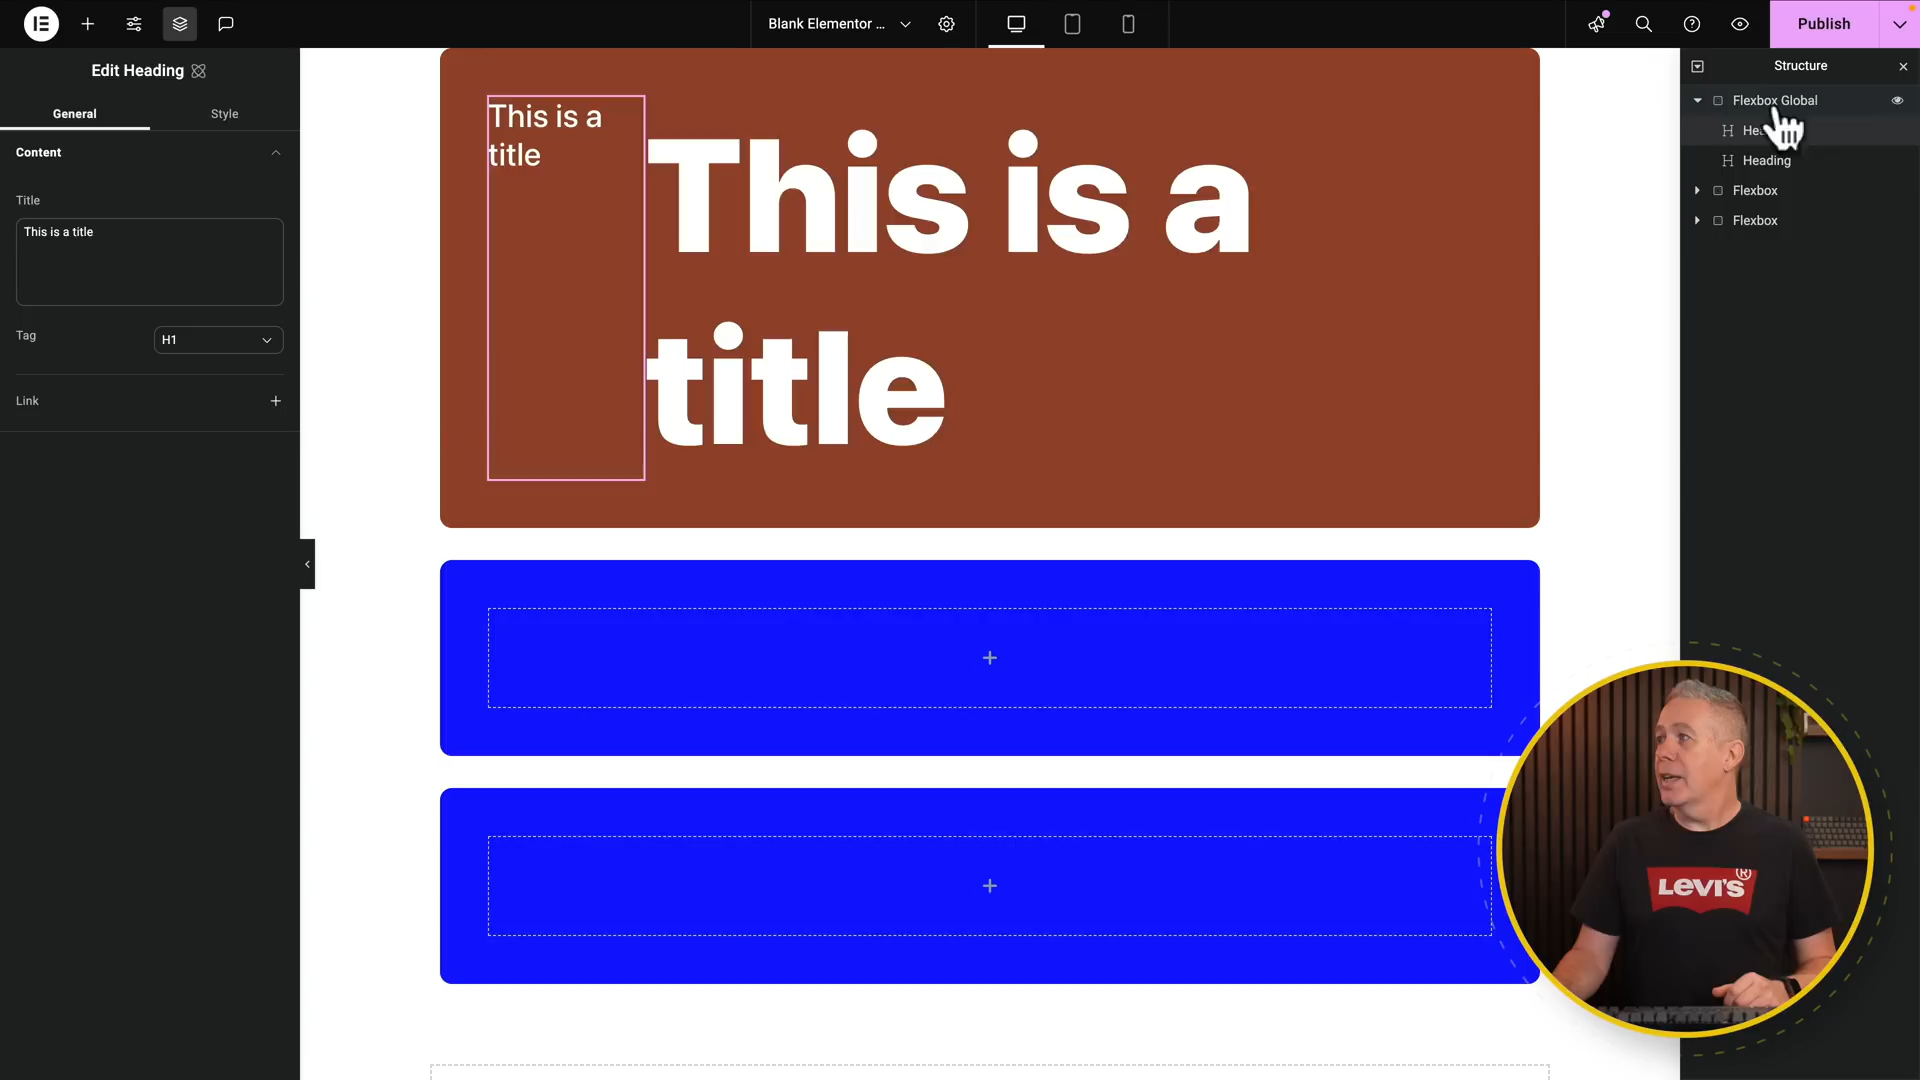 Blank Elementor ...
Publish
Edit Heading
General
Style
Content
Title
This is a title
Tag
H1
Link
This is a
title
This is a
title
Structure
Flexbox Global
Heading
Flexbox
Flexbox
LEVI'S®